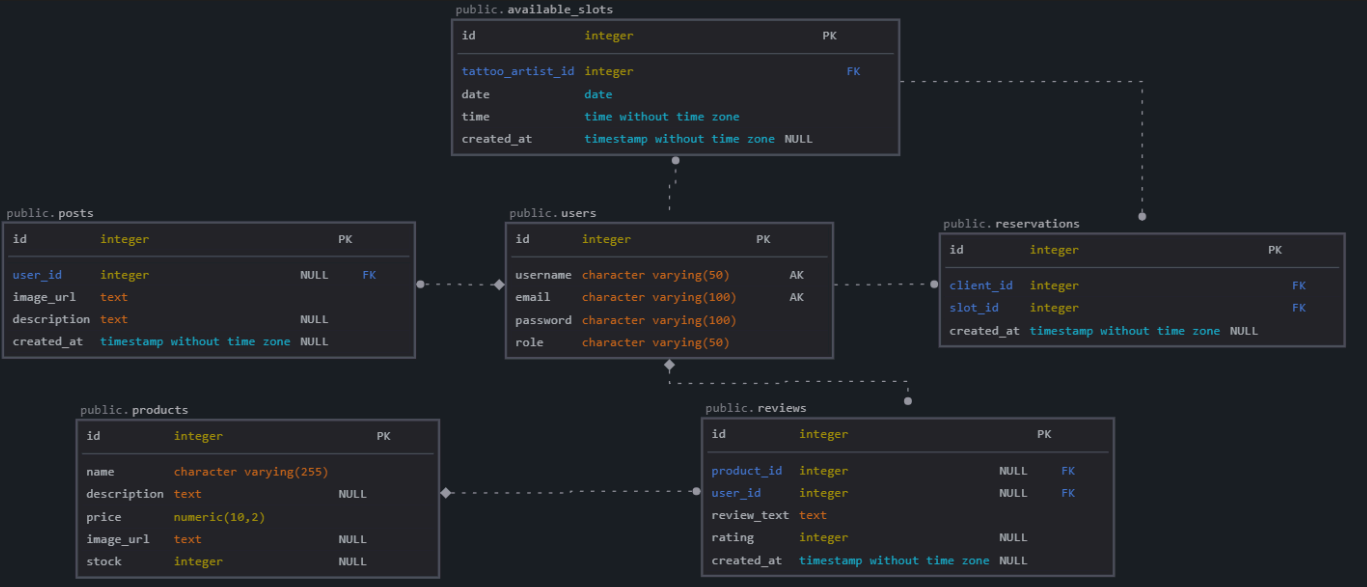 public.available_slots
id integer PK
tattoo_artist_id integer FK
date date
time time without time zone
created_at timestamp without time zone NULL
public.posts
id integer PK
user_id integer NULL FK
image_url text
description text NULL
created_at timestamp without time zone NULL
public.users
id integer PK
username character varying(50) AK
email character varying(100) AK
password character varying(100)
role character varying(50)
public.reservations
id integer PK
client_id integer FK
slot_id integer FK
created_at timestamp without time zone NULL
public.products
id integer PK
name character varying(255)
description text NULL
price numeric(10,2)
image_url text NULL
stock integer NULL
public.reviews
id integer PK
product_id integer NULL FK
user_id integer NULL FK
review_text text
rating integer NULL
created_at timestamp without time zone NULL